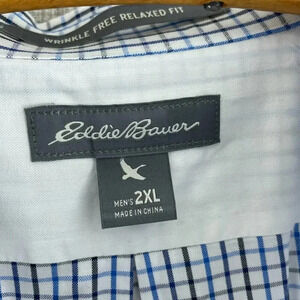 WRINKLE FREE RELAXED FIT
Eddie Bauer
MEN'S 2XL
MADE IN CHINA